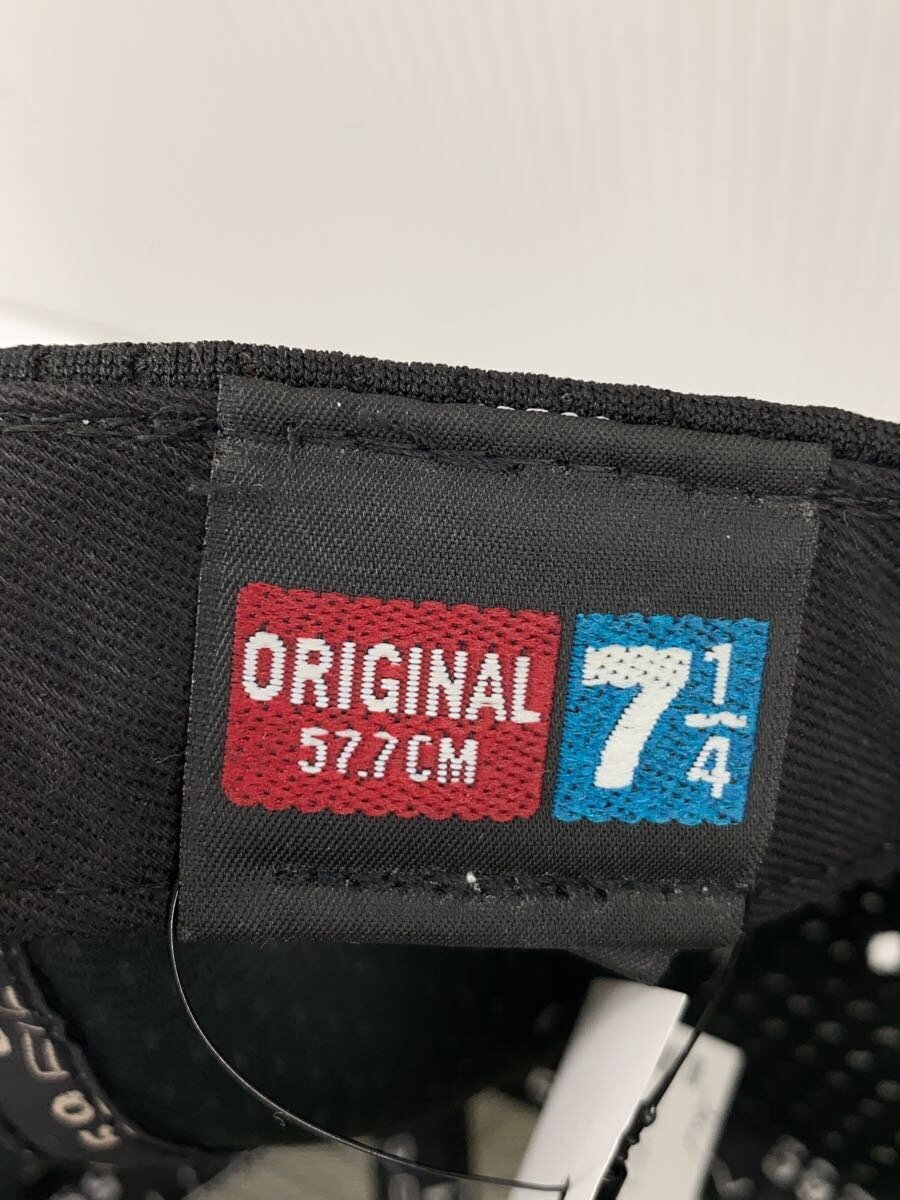 ORIGINAL
57.7CM
7 1/4